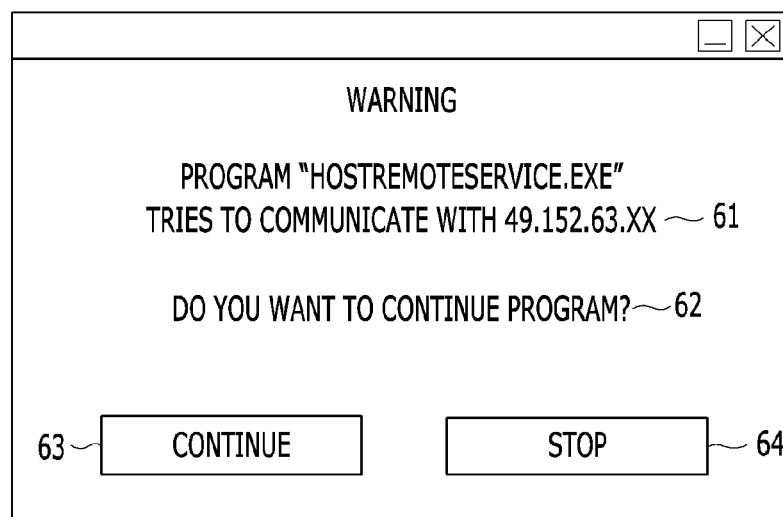 WARNING
PROGRAM “HOSTREMOTESERVICE.EXE”
TRIES TO COMMUNICATE WITH 49.152.63.XX 61
DO YOU WANT TO CONTINUE PROGRAM? 62
63 CONTINUE STOP 64